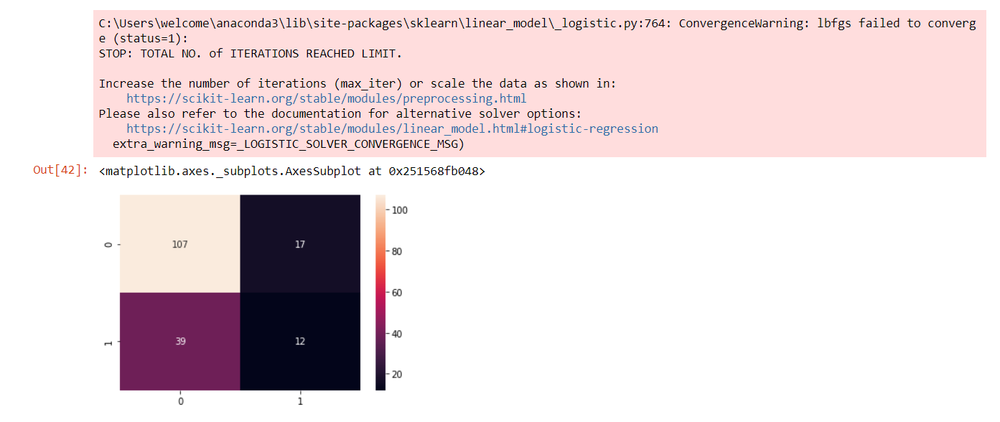 C:\Users\welcome\anaconda3\lib\site-packages\sklearn\linear_model\_logistic.py:764: ConvergenceWarning: lbfgs failed to converg
e (status=1):
STOP: TOTAL NO. of ITERATIONS REACHED LIMIT.
Increase the number of iterations (max_iter) or scale the data as shown in:
https://scikit-learn.org/stable/modules/preprocessing.html
Please also refer to the documentation for alternative solver options:
https://scikit-learn.org/stable/modules/linear_model.html#logistic-regression
extra_warning_msg=_LOGISTIC_SOLVER_CONVERGENCE_MSG)
Out[42]: <matplotlib.axes._subplots.AxesSubplot at 0x251568fb048>
100
0 107 17
80
60
40
1 39 12
20
0 1